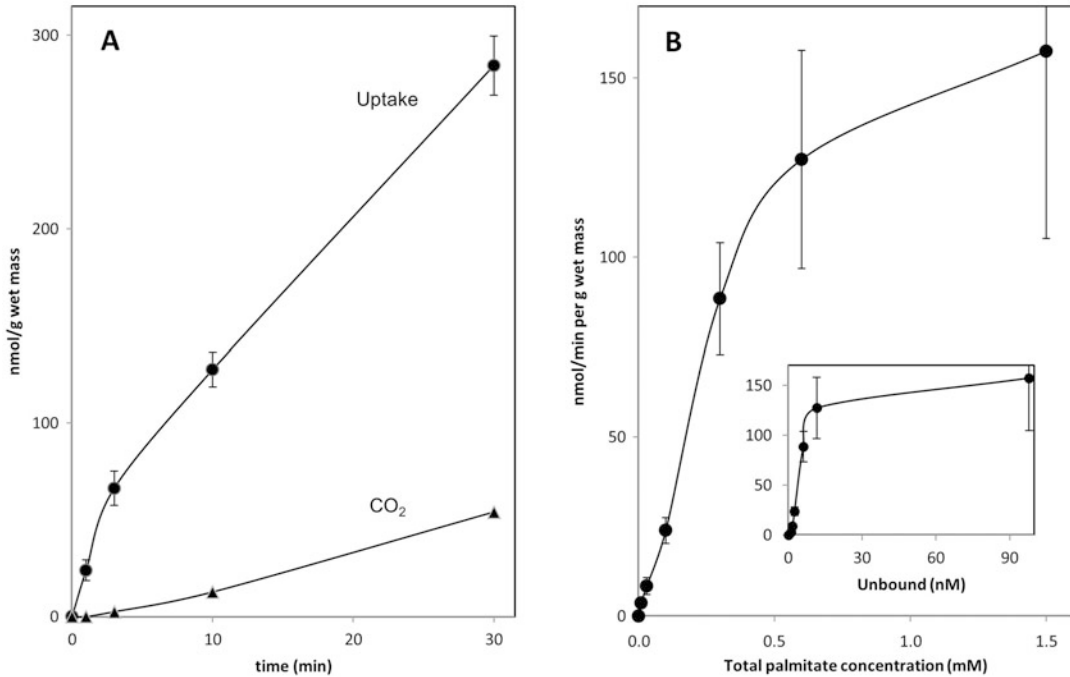 A
300
200
100
0
nmol/g wet mass
Uptake
CO₂
0
10
20
30
time (min)
B
150
100
50
0
nmol/min per g wet mass
0.0
0.5
1.0
1.5
Total palmitate concentration (mM)
150
100
50
0
0
30
60
90
Unbound (nM)